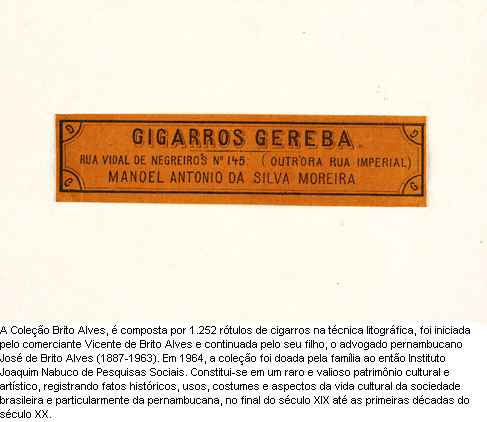 D D
GIGARROS GEREBA.
RUA VIDAL DE NEGREIROS Nº 145. (OUTR'ORA RUA IMPERIAL)
MANOEL ANTONIO DA SILVA MOREIRA
G G
A Coleção Brito Alves, é composta por 1.252 rótulos de cigarros na técnica litográfica, foi iniciada
pelo comerciante Vicente de Brito Alves e continuada pelo seu filho, o advogado pernambucano
José de Brito Alves (1887-1963). Em 1964, a coleção foi doada pela família ao então Instituto
Joaquim Nabuco de Pesquisas Sociais. Constitui-se em um raro e valioso patrimônio cultural e
artístico, registrando fatos históricos, usos, costumes e aspectos da vida cultural da sociedade
brasileira e particularmente da pernambucana, no final do século XIX até as primeiras décadas do
século XX.